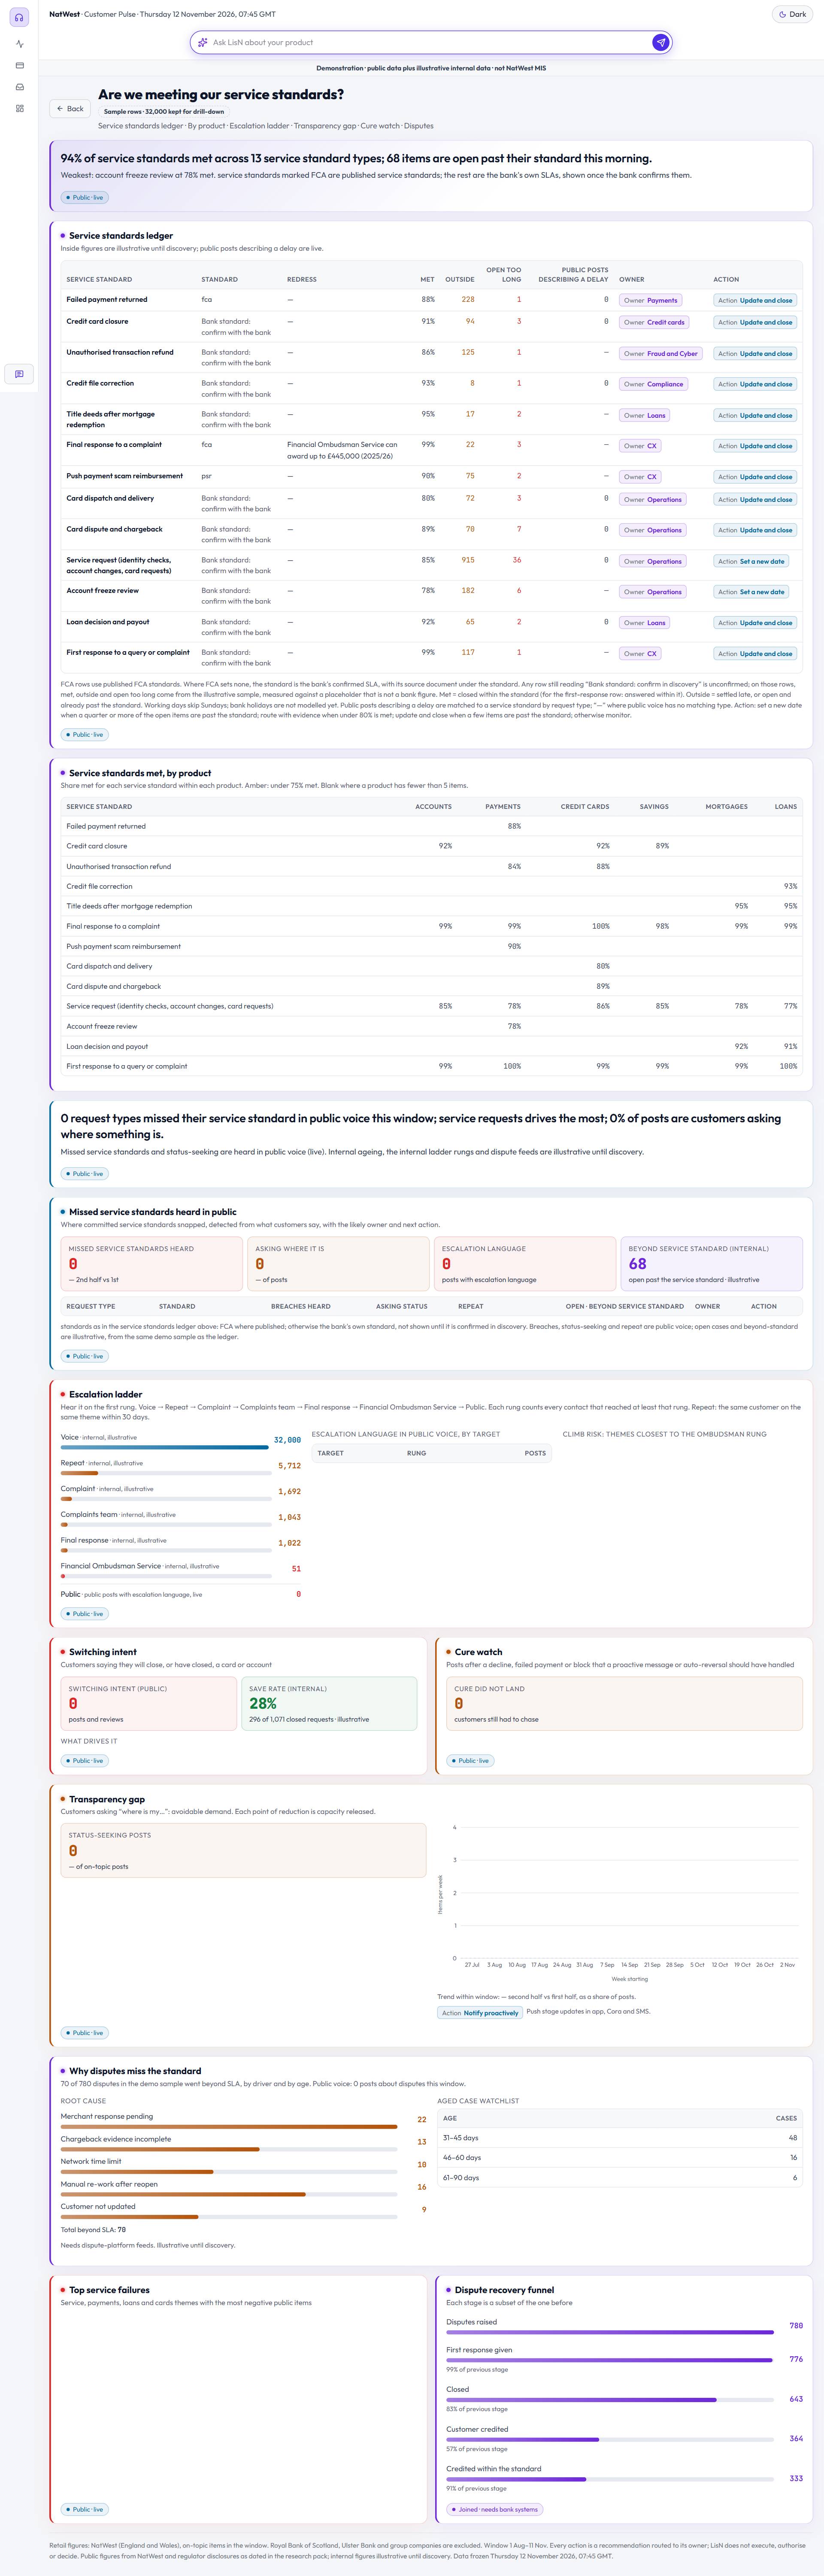 NatWest · Customer Pulse · Thursday 12 November 2026, 07:45 GMT
Dark
Ask LisN about your product
Demonstration · public data plus illustrative internal data · not NatWest MIS
Back
Are we meeting our service standards?
Sample rows · 32,000 kept for drill-down
Service standards ledger · By product · Escalation ladder · Transparency gap · Cure watch · Disputes
94% of service standards met across 13 service standard types; 68 items are open past their standard this morning.
Weakest: account freeze review at 78% met. service standards marked FCA are published service standards; the rest are the bank's own SLAs, shown once the bank confirms them.
Public · live
Service standards ledger
Inside figures are illustrative until discovery; public posts describing a delay are live.
SERVICE STANDARD STANDARD REDRESS MET OUTSIDE OPEN TOO LONG PUBLIC POSTS DESCRIBING A DELAY OWNER ACTION
Failed payment returned fca — 88% 228 1 0 Owner Payments Action Update and close
Credit card closure Bank standard: confirm with the bank — 91% 94 3 0 Owner Credit cards Action Update and close
Unauthorised transaction refund Bank standard: confirm with the bank — 86% 125 1 — Owner Fraud and Cyber Action Update and close
Credit file correction Bank standard: confirm with the bank — 93% 8 1 0 Owner Compliance Action Update and close
Title deeds after mortgage redemption Bank standard: confirm with the bank — 95% 17 2 — Owner Loans Action Update and close
Final response to a complaint fca Financial Ombudsman Service can award up to £445,000 (2025/26) 99% 22 3 — Owner CX Action Update and close
Push payment scam reimbursement psr — 90% 75 2 — Owner CX Action Update and close
Card dispatch and delivery Bank standard: confirm with the bank — 80% 72 3 0 Owner Operations Action Update and close
Card dispute and chargeback Bank standard: confirm with the bank — 89% 70 7 0 Owner Operations Action Update and close
Service request (identity checks, account changes, card requests) Bank standard: confirm with the bank — 85% 915 36 0 Owner Operations Action Set a new date
Account freeze review Bank standard: confirm with the bank — 78% 182 6 — Owner Operations Action Set a new date
Loan decision and payout Bank standard: confirm with the bank — 92% 65 2 0 Owner Loans Action Update and close
First response to a query or complaint Bank standard: confirm with the bank — 99% 117 1 — Owner CX Action Update and close
FCA rows use published FCA standards. Where FCA sets none, the standard is the bank's confirmed SLA, with its source document under the standard. Any row still reading "Bank standard: confirm in discovery" is unconfirmed; on those rows,
met, outside and open too long come from the illustrative sample, measured against a placeholder that is not a bank figure. Met = closed within the standard (for the first-response row: answered within it). Outside = settled late, or open and
already past the standard. Working days skip Sundays; bank holidays are not modelled yet. Public posts describing a delay are matched to a service standard by request type; "—" where public voice has no matching type. Action: set a new date
when a quarter or more of the open items are past the standard; route with evidence when under 80% is met; update and close when a few items are past the standard; otherwise monitor.
Public · live
Service standards met, by product
Share met for each service standard within each product. Amber: under 75% met. Blank where a product has fewer than 5 items.
SERVICE STANDARD ACCOUNTS PAYMENTS CREDIT CARDS SAVINGS MORTGAGES LOANS
Failed payment returned 88%
Credit card closure 92% 92% 89%
Unauthorised transaction refund 84% 88%
Credit file correction 93%
Title deeds after mortgage redemption 95% 95%
Final response to a complaint 99% 99% 100% 98% 99% 99%
Push payment scam reimbursement 90%
Card dispatch and delivery 80%
Card dispute and chargeback 89%
Service request (identity checks, account changes, card requests) 85% 78% 86% 85% 78% 77%
Account freeze review 78%
Loan decision and payout 92% 91%
First response to a query or complaint 99% 100% 99% 99% 99% 100%
0 request types missed their service standard in public voice this window; service requests drives the most; 0% of posts are customers asking
where something is.
Missed service standards and status-seeking are heard in public voice (live). Internal ageing, the internal ladder rungs and dispute feeds are illustrative until discovery.
Public · live
Missed service standards heard in public
Where committed service standards snapped, detected from what customers say, with the likely owner and next action.
MISSED SERVICE STANDARDS HEARD
0
— 2nd half vs 1st
ASKING WHERE IT IS
0
— of posts
ESCALATION LANGUAGE
0
posts with escalation language
BEYOND SERVICE STANDARD (INTERNAL)
68
open past the service standard · illustrative
REQUEST TYPE STANDARD BREACHES HEARD ASKING STATUS REPEAT OPEN · BEYOND SERVICE STANDARD OWNER ACTION
standards as in the service standards ledger above: FCA where published; otherwise the bank's own standard, not shown until it is confirmed in discovery. Breaches, status-seeking and repeat are public voice; open cases and beyond-standard
are illustrative, from the same demo sample as the ledger.
Public · live
Escalation ladder
Hear it on the first rung. Voice → Repeat → Complaint → Complaints team → Final response → Financial Ombudsman Service → Public. Each rung counts every contact that reached at least that rung. Repeat: the same customer on the
same theme within 30 days.
Voice · internal, illustrative 32,000
Repeat · internal, illustrative 5,712
Complaint · internal, illustrative 1,692
Complaints team · internal, illustrative 1,043
Final response · internal, illustrative 1,022
Financial Ombudsman Service · internal, illustrative 51
Public · public posts with escalation language, live 0
ESCALATION LANGUAGE IN PUBLIC VOICE, BY TARGET
TARGET RUNG POSTS
CLIMB RISK: THEMES CLOSEST TO THE OMBUDSMAN RUNG
Public · live
Switching intent
Customers saying they will close, or have closed, a card or account
SWITCHING INTENT (PUBLIC)
0
posts and reviews
SAVE RATE (INTERNAL)
28%
296 of 1,071 closed requests · illustrative
WHAT DRIVES IT
Public · live
Cure watch
Posts after a decline, failed payment or block that a proactive message or auto-reversal should have handled
CURE DID NOT LAND
0
customers still had to chase
Public · live
Transparency gap
Customers asking "where is my…": avoidable demand. Each point of reduction is capacity released.
STATUS-SEEKING POSTS
0
— of on-topic posts
Items per week
4
3
2
1
0
27 Jul 3 Aug 10 Aug 17 Aug 24 Aug 31 Aug 7 Sep 14 Sep 21 Sep 28 Sep 5 Oct 12 Oct 19 Oct 26 Oct 2 Nov
Week starting
Trend within window: — second half vs first half, as a share of posts.
Action Notify proactively Push stage updates in app, Cora and SMS.
Public · live
Why disputes miss the standard
70 of 780 disputes in the demo sample went beyond SLA, by driver and by age. Public voice: 0 posts about disputes this window.
ROOT CAUSE
Merchant response pending 22
Chargeback evidence incomplete 13
Network time limit 10
Manual re-work after reopen 16
Customer not updated 9
Total beyond SLA: 70
Needs dispute-platform feeds. Illustrative until discovery.
AGED CASE WATCHLIST
AGE CASES
31–45 days 48
46–60 days 16
61–90 days 6
Top service failures
Service, payments, loans and cards themes with the most negative public items
Public · live
Dispute recovery funnel
Each stage is a subset of the one before
Disputes raised 780
First response given 776
99% of previous stage
Closed 643
83% of previous stage
Customer credited 364
57% of previous stage
Credited within the standard 333
91% of previous stage
Joined · needs bank systems
Retail figures: NatWest (England and Wales), on-topic items in the window. Royal Bank of Scotland, Ulster Bank and group companies are excluded. Window 1 Aug–11 Nov. Every action is a recommendation routed to its owner; LisN does not execute, authorise
or decide. Public figures from NatWest and regulator disclosures as dated in the research pack; internal figures illustrative until discovery. Data frozen Thursday 12 November 2026, 07:45 GMT.